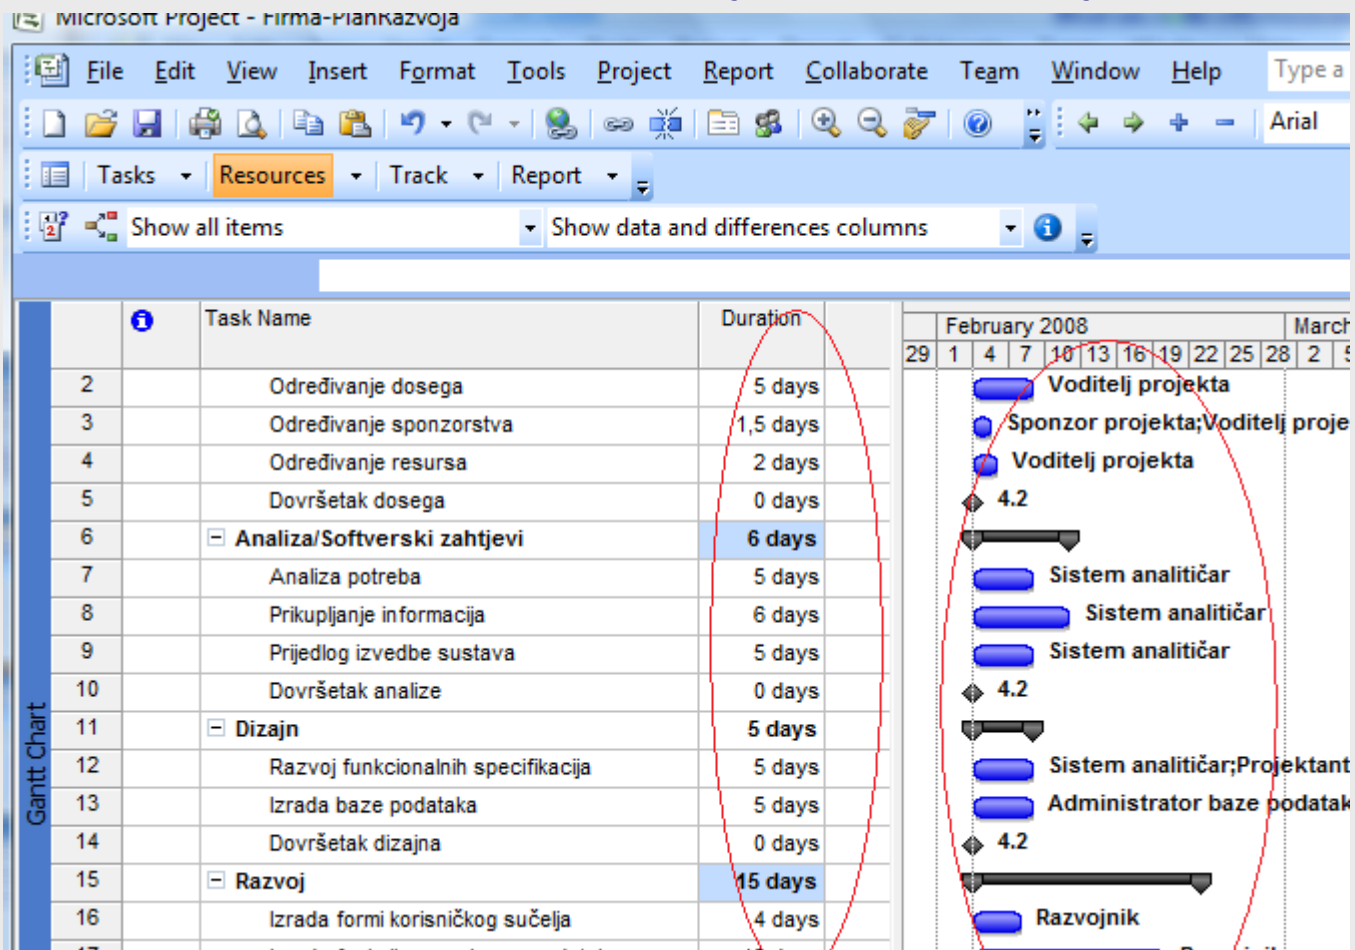 Microsoft Project - Firma-PlanRazvoja
File Edit View Insert Format Tools Project Report Collaborate Team Window Help Type a
Arial
Tasks Resources Track Report
Show all items Show data and differences columns
Task Name Duration February 2008 March
29 1 4 7 10 13 16 19 22 25 28 2 5
2 Određivanje dosega 5 days Voditelj projekta
3 Određivanje sponzorstva 1,5 days Sponzor projekta;Voditelj proje
4 Određivanje resursa 2 days Voditelj projekta
5 Dovršetak dosega 0 days 4.2
6 Analiza/Softverski zahtjevi 6 days
7 Analiza potreba 5 days Sistem analitičar
8 Prikupljanje informacija 6 days Sistem analitičar
9 Prijedlog izvedbe sustava 5 days Sistem analitičar
10 Dovršetak analize 0 days 4.2
11 Dizajn 5 days
12 Razvoj funkcionalnih specifikacija 5 days Sistem analitičar;Projektant
13 Izrada baze podataka 5 days Administrator baze podatak
14 Dovršetak dizajna 0 days 4.2
15 Razvoj 15 days
16 Izrada formi korisničkog sučelja 4 days Razvojnik
Gantt Chart